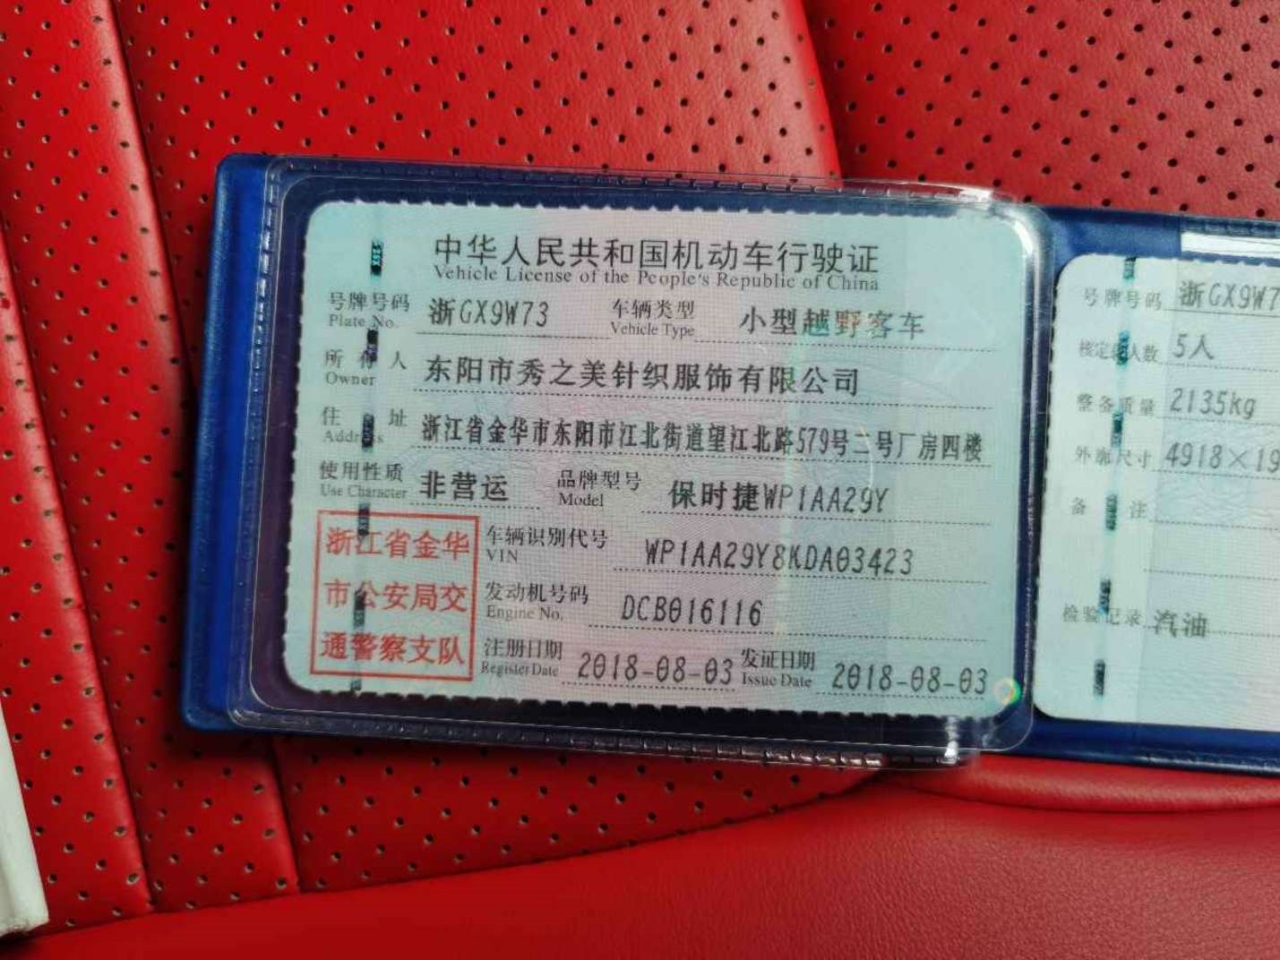 中华人民共和国机动车行驶证
Vehicle License of the People's Republic of China
号牌号码 浙GX9W73 车辆类型 小型越野客车
Plate No. Vehicle Type
所有人 东阳市秀之美针织服饰有限公司
Owner
住址 浙江省金华市东阳市江北街道望江北路579号二号厂房四楼
Address
使用性质 非营运 品牌型号 保时捷WP1AA29Y
Use Character Model
浙江省金华
市公安局交
通警察支队
车辆识别代号 WP1AA29Y8KDA03423
VIN
发动机号码 DCB016116
Engine No.
注册日期 2018-08-03 发证日期 2018-08-03
Register Date Issue Date
号牌号码 浙GX9W7
核定载人数 5人
整备质量 2135kg
外廓尺寸 4918×19
备注
检验记录 汽油